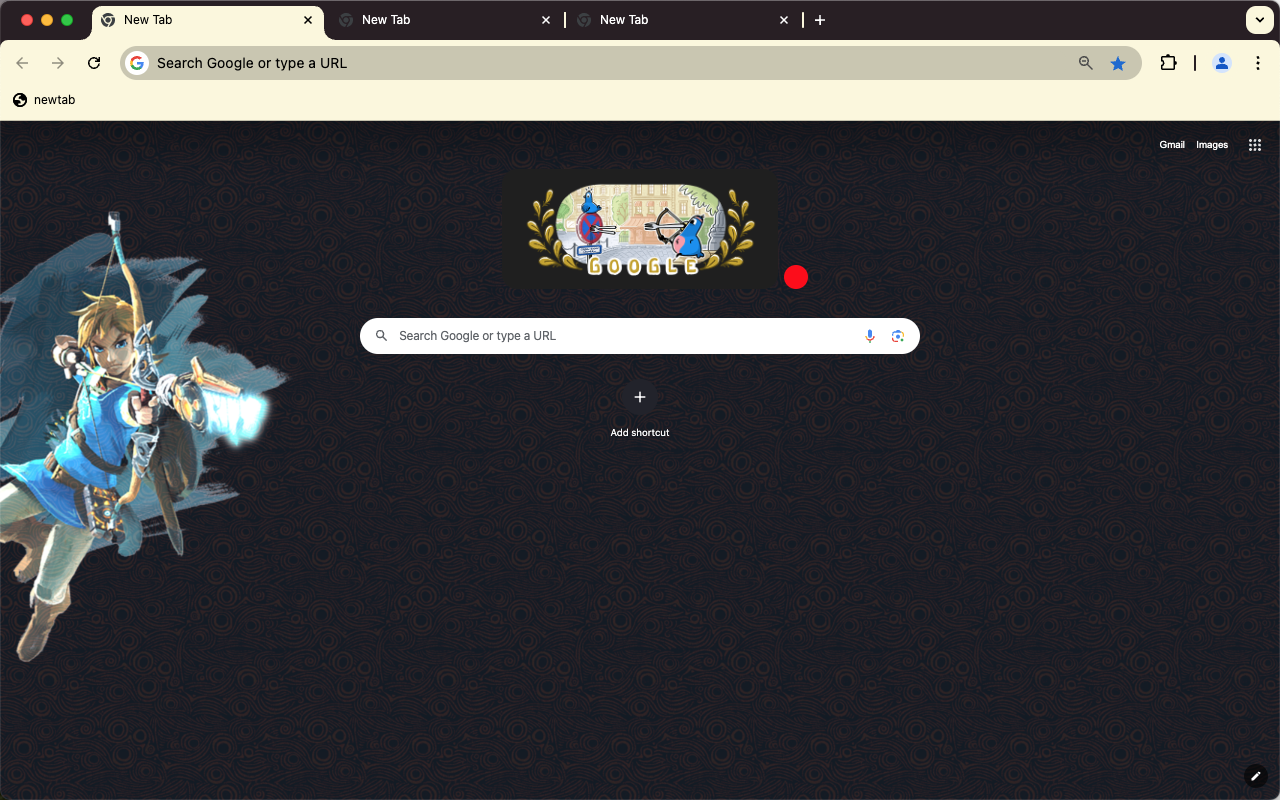 New Tab
New Tab
New Tab
Search Google or type a URL
newtab
Gmail
Images
GOOGLE
Search Google or type a URL
Add shortcut